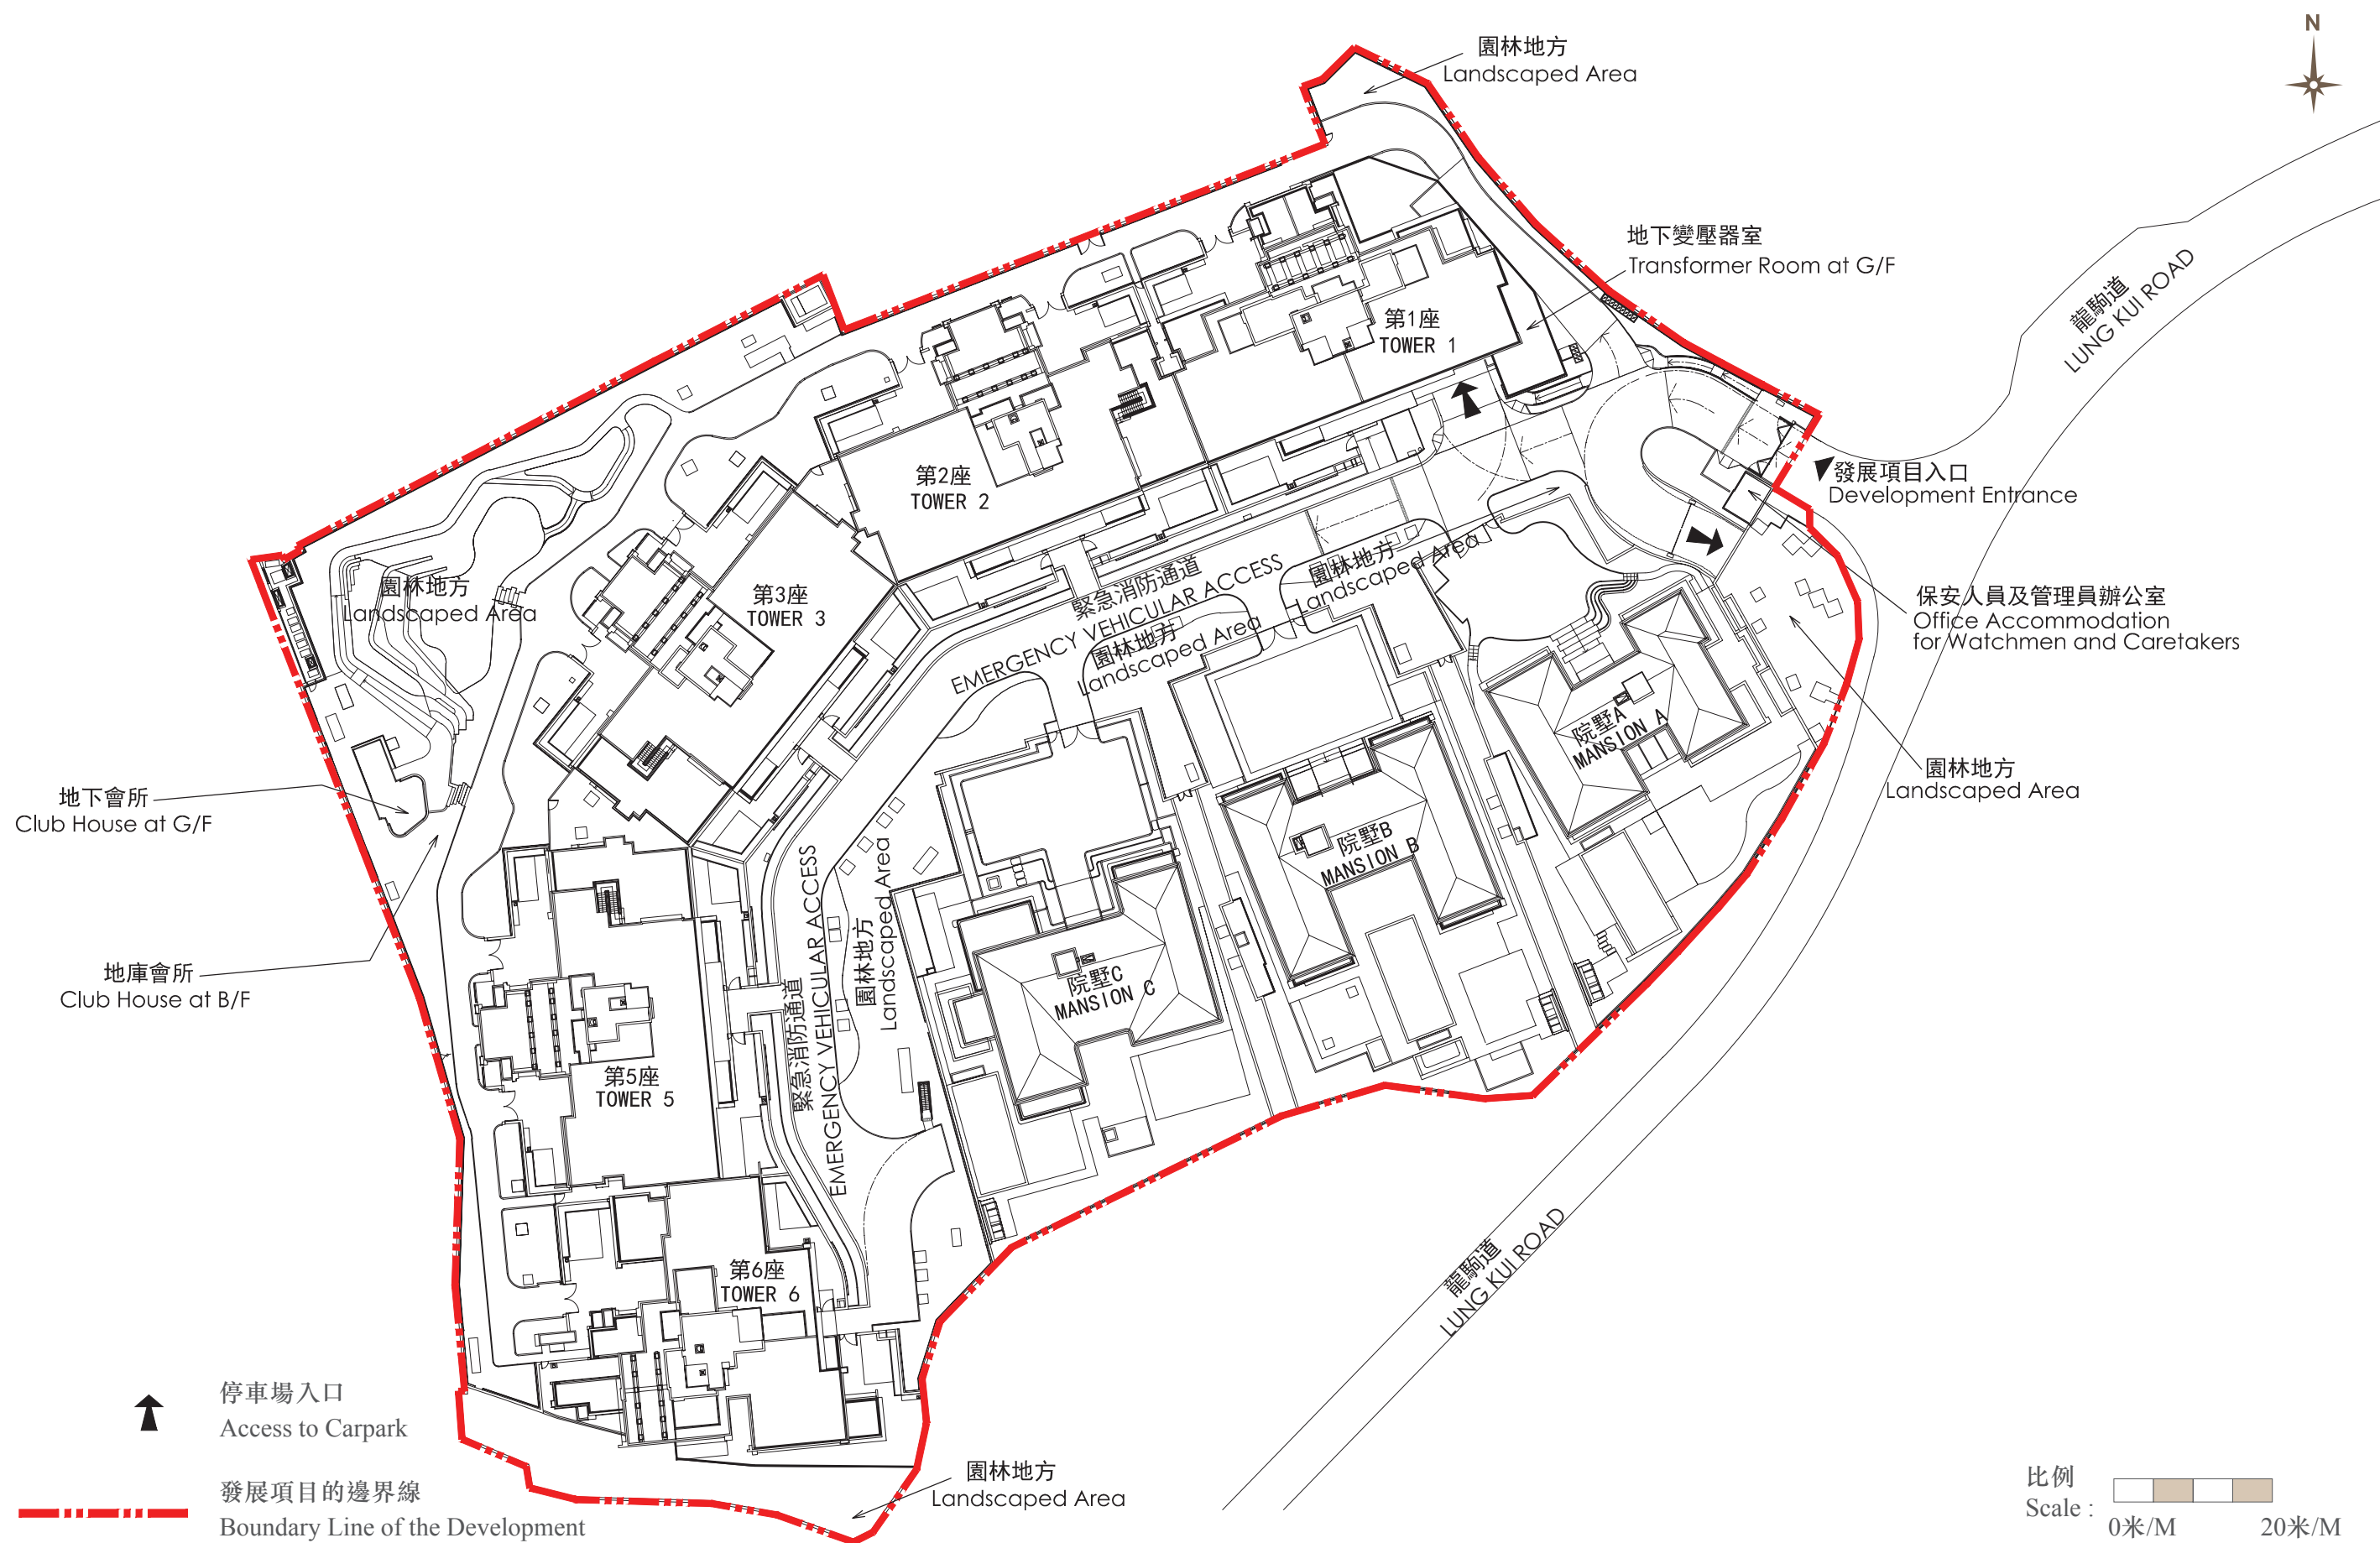 N
園林地方
Landscaped Area
地下變壓器室
Transformer Room at G/F
龍駒道
LUNG KUI ROAD
第1座
TOWER 1
第2座
TOWER 2
發展項目入口
Development Entrance
園林地方
Landscaped Area
緊急消防通道
EMERGENCY VEHICULAR ACCESS
園林地方
Landscaped Area
園林地方
Landscaped Area
第3座
TOWER 3
保安人員及管理員辦公室
Office Accommodation
for Watchmen and Caretakers
院墅A
MANSION A
園林地方
Landscaped Area
地下會所
Club House at G/F
院墅B
MANSION B
緊急消防通道
EMERGENCY VEHICULAR ACCESS
園林地方
Landscaped Area
地庫會所
Club House at B/F
院墅C
MANSION C
第5座
TOWER 5
第6座
TOWER 6
龍駒道
LUNG KUI ROAD
停車場入口
Access to Carpark
發展項目的邊界線
Boundary Line of the Development
園林地方
Landscaped Area
比例
Scale :
0米/M
20米/M